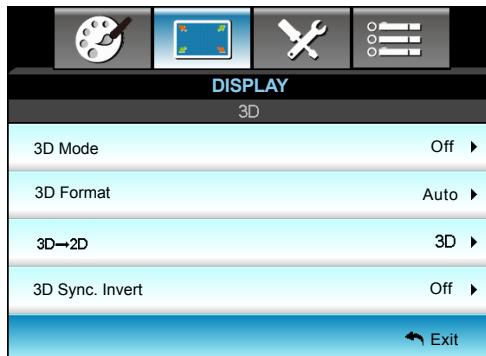 DISPLAY
3D
3D Mode Off
3D Format Auto
3D→2D 3D
3D Sync. Invert Off
Exit